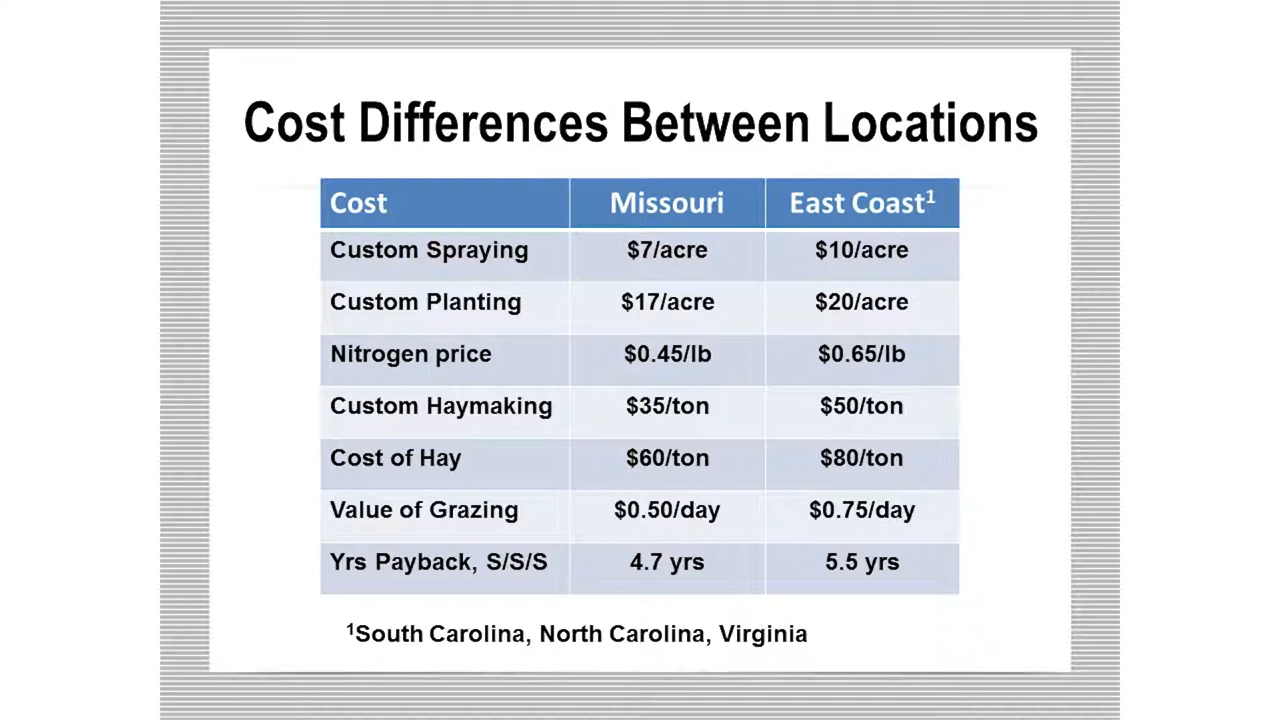 Cost Differences Between Locations
Cost Missouri East Coast¹
Custom Spraying $7/acre $10/acre
Custom Planting $17/acre $20/acre
Nitrogen price $0.45/lb $0.65/lb
Custom Haymaking $35/ton $50/ton
Cost of Hay $60/ton $80/ton
Value of Grazing $0.50/day $0.75/day
Yrs Payback, S/S/S 4.7 yrs 5.5 yrs
¹South Carolina, North Carolina, Virginia